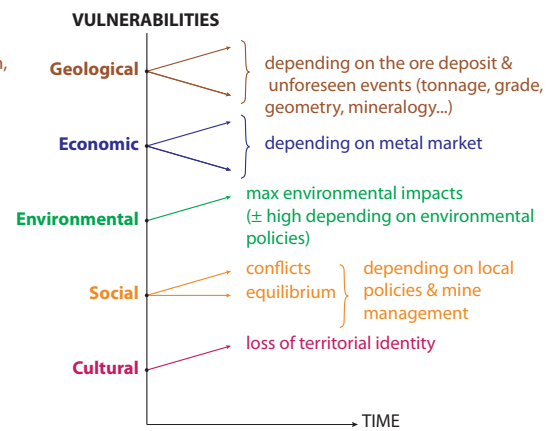 VULNERABILITIES
Geological
depending on the ore deposit &
unforeseen events (tonnage, grade,
geometry, mineralogy...)
Economic
depending on metal market
Environmental
max environmental impacts
(± high depending on environmental
policies)
Social
conflicts
equilibrium
depending on local
policies & mine
management
Cultural
loss of territorial identity
TIME